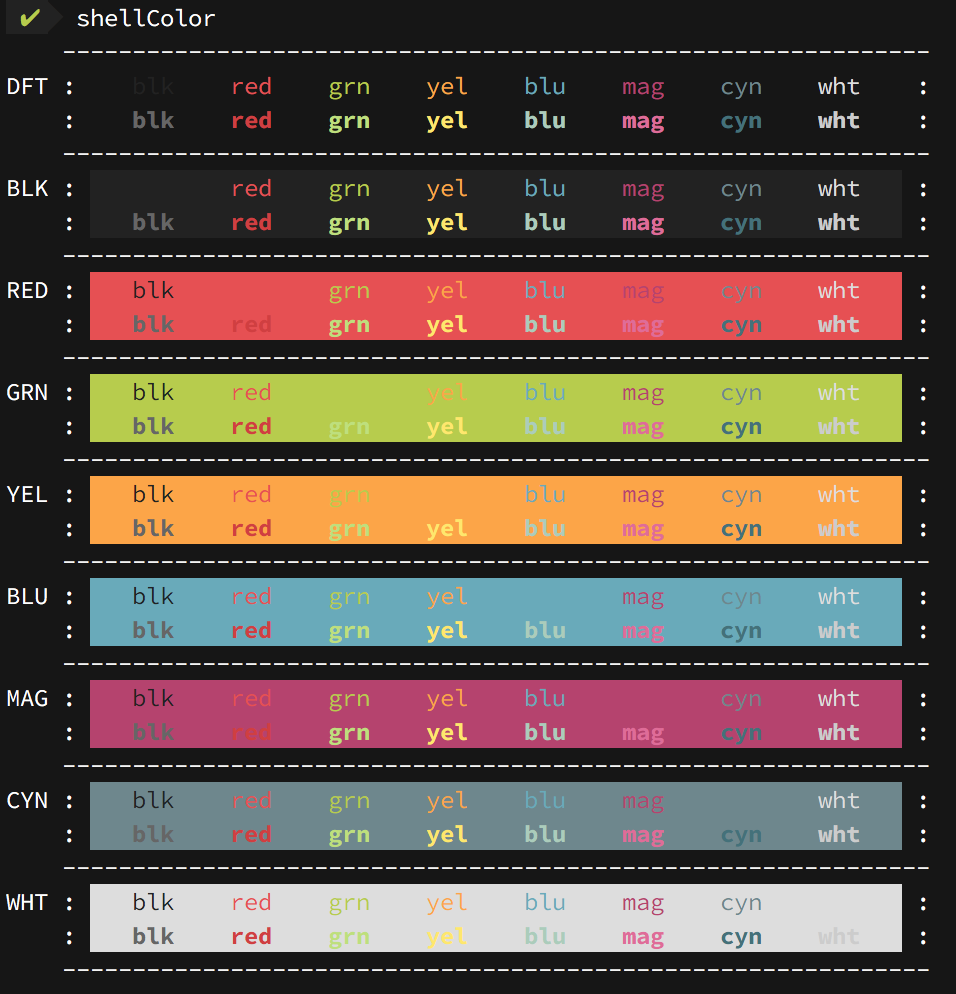 ✔ shellColor
---------------------------------------------------------------
DFT : blk red grn yel blu mag cyn wht :
: blk red grn yel blu mag cyn wht :
---------------------------------------------------------------
BLK : red grn yel blu mag cyn wht :
: blk red grn yel blu mag cyn wht :
---------------------------------------------------------------
RED : blk grn yel blu mag cyn wht :
: blk red grn yel blu mag cyn wht :
---------------------------------------------------------------
GRN : blk red yel blu mag cyn wht :
: blk red grn yel blu mag cyn wht :
---------------------------------------------------------------
YEL : blk red grn blu mag cyn wht :
: blk red grn yel blu mag cyn wht :
---------------------------------------------------------------
BLU : blk red grn yel mag cyn wht :
: blk red grn yel blu mag cyn wht :
---------------------------------------------------------------
MAG : blk red grn yel blu cyn wht :
: blk red grn yel blu mag cyn wht :
---------------------------------------------------------------
CYN : blk red grn yel blu mag wht :
: blk red grn yel blu mag cyn wht :
---------------------------------------------------------------
WHT : blk red grn yel blu mag cyn :
: blk red grn yel blu mag cyn wht :
---------------------------------------------------------------